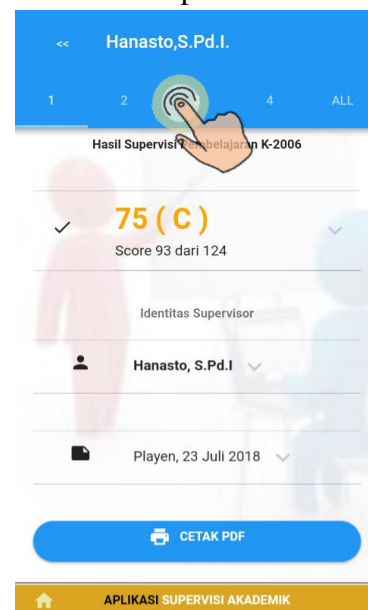 << Hanasto,S.Pd.I.
1 2 4 ALL
Hasil Supervisi Pembelajaran K-2006
75 ( C )
Score 93 dari 124
Identitas Supervisor
Hanasto, S.Pd.I
Playen, 23 Juli 2018
CETAK PDF
APLIKASI SUPERVISI AKADEMIK